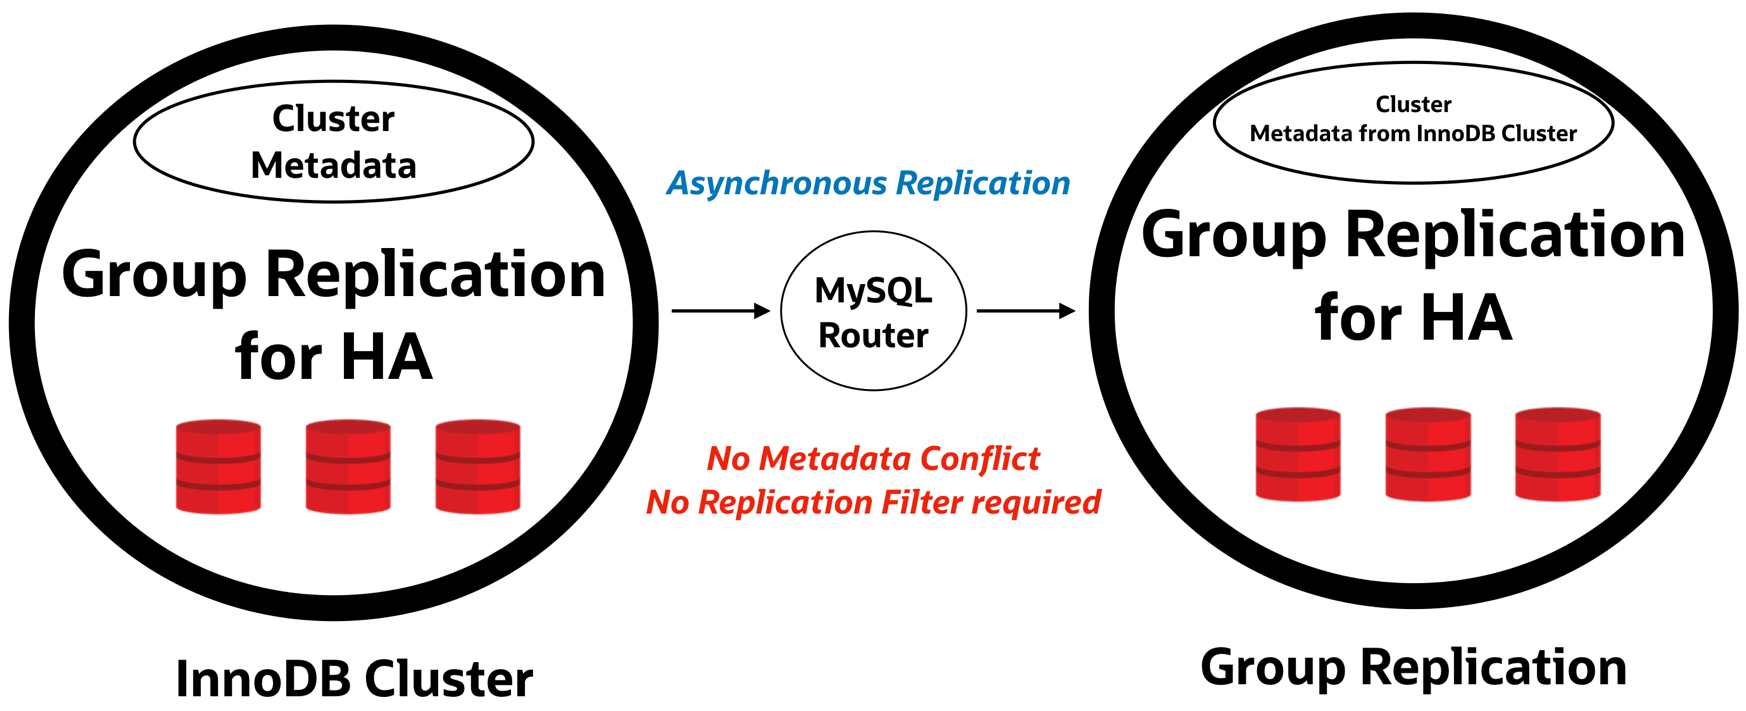 Cluster
Metadata
Group Replication
for HA
InnoDB Cluster
Asynchronous Replication
MySQL
Router
No Metadata Conflict
No Replication Filter required
Cluster
Metadata from InnoDB Cluster
Group Replication
for HA
Group Replication